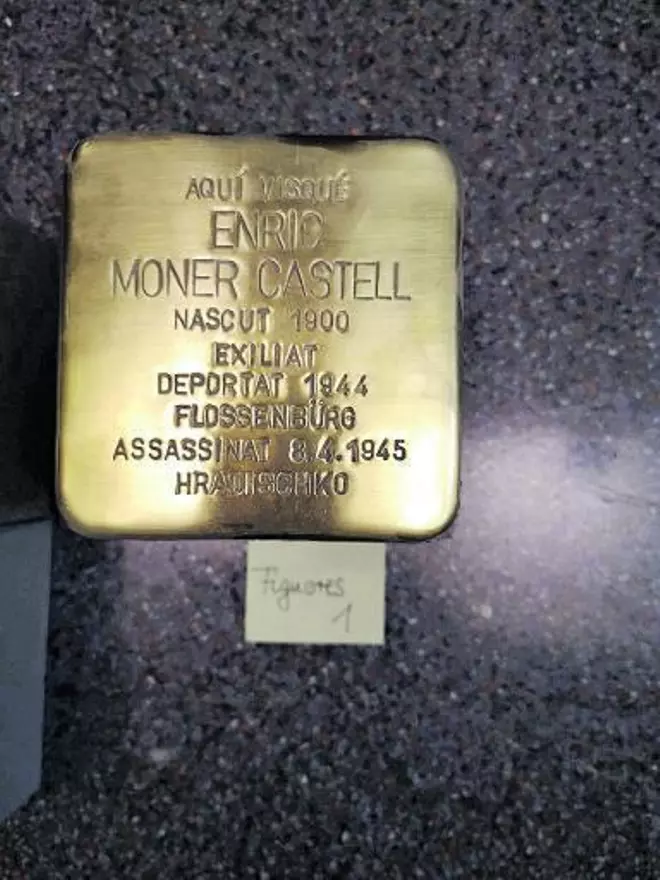 AQUÍ VISQUÉ
ENRIC
MONER CASTELL
NASCUT 1900
EXILIAT
DEPORTAT 1944
FLOSSENBÜRG
ASSASSINAT 8.4.1945
HRADISCHKO
Figueres
1